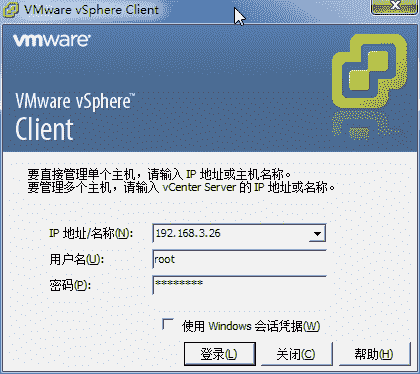 VMware vSphere Client
vmware
VMware vSphere™
Client
要直接管理单个主机，请输入 IP 地址或主机名称。
要管理多个主机，请输入 vCenter Server 的 IP 地址或名称。
IP 地址/名称(N): 192.168.3.26
用户名(U): root
密码(P): ********
使用 Windows 会话凭据(W)
登录(L) 关闭(C) 帮助(H)